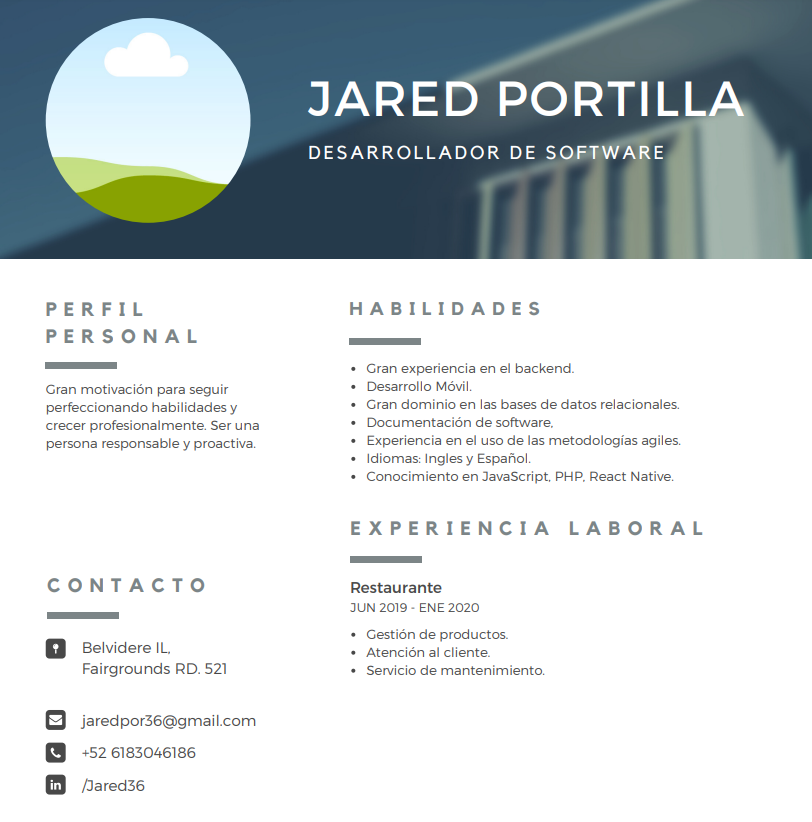 JARED PORTILLA
DESARROLLADOR DE SOFTWARE
PERFIL
PERSONAL
Gran motivación para seguir
perfeccionando habilidades y
crecer profesionalmente. Ser una
persona responsable y proactiva.
CONTACTO
Belvidere IL,
Fairgrounds RD. 521
jaredpor36@gmail.com
+52 6183046186
in
/Jared36
HABILIDADES
• Gran experiencia en el backend.
• Desarrollo Móvil.
• Gran dominio en las bases de datos relacionales.
• Documentación de software,
• Experiencia en el uso de las metodologías agiles.
• Idiomas: Ingles y Español.
• Conocimiento en JavaScript, PHP, React Native.
EXPERIENCIA LABORAL
Restaurante
JUN 2019 - ENE 2020
• Gestión de productos.
• Atención al cliente.
• Servicio de mantenimiento.